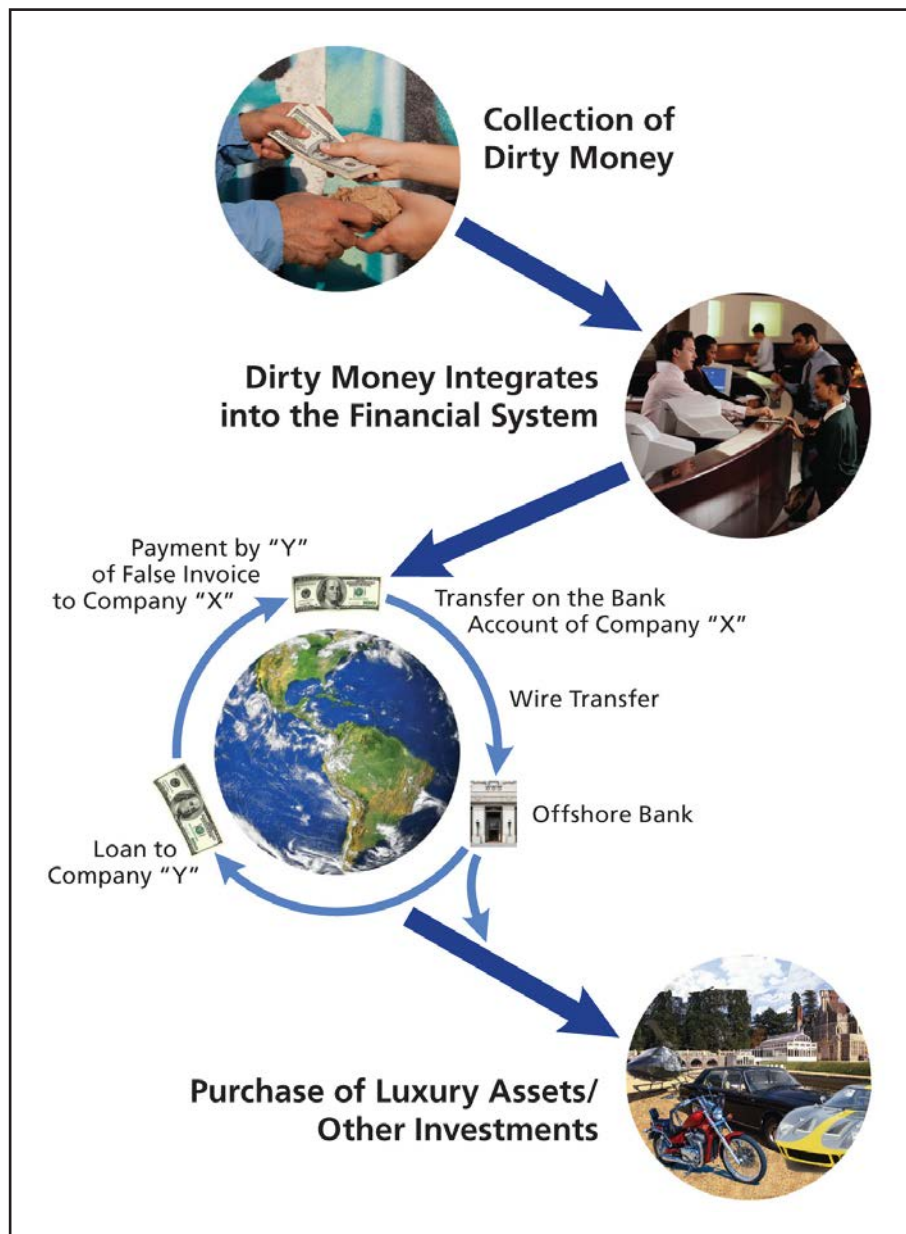 Collection of
Dirty Money
Dirty Money Integrates
into the Financial System
Payment by “Y”
of False Invoice
to Company “X”
Transfer on the Bank
Account of Company “X”
Wire Transfer
Offshore Bank
Loan to
Company “Y”
Purchase of Luxury Assets/
Other Investments